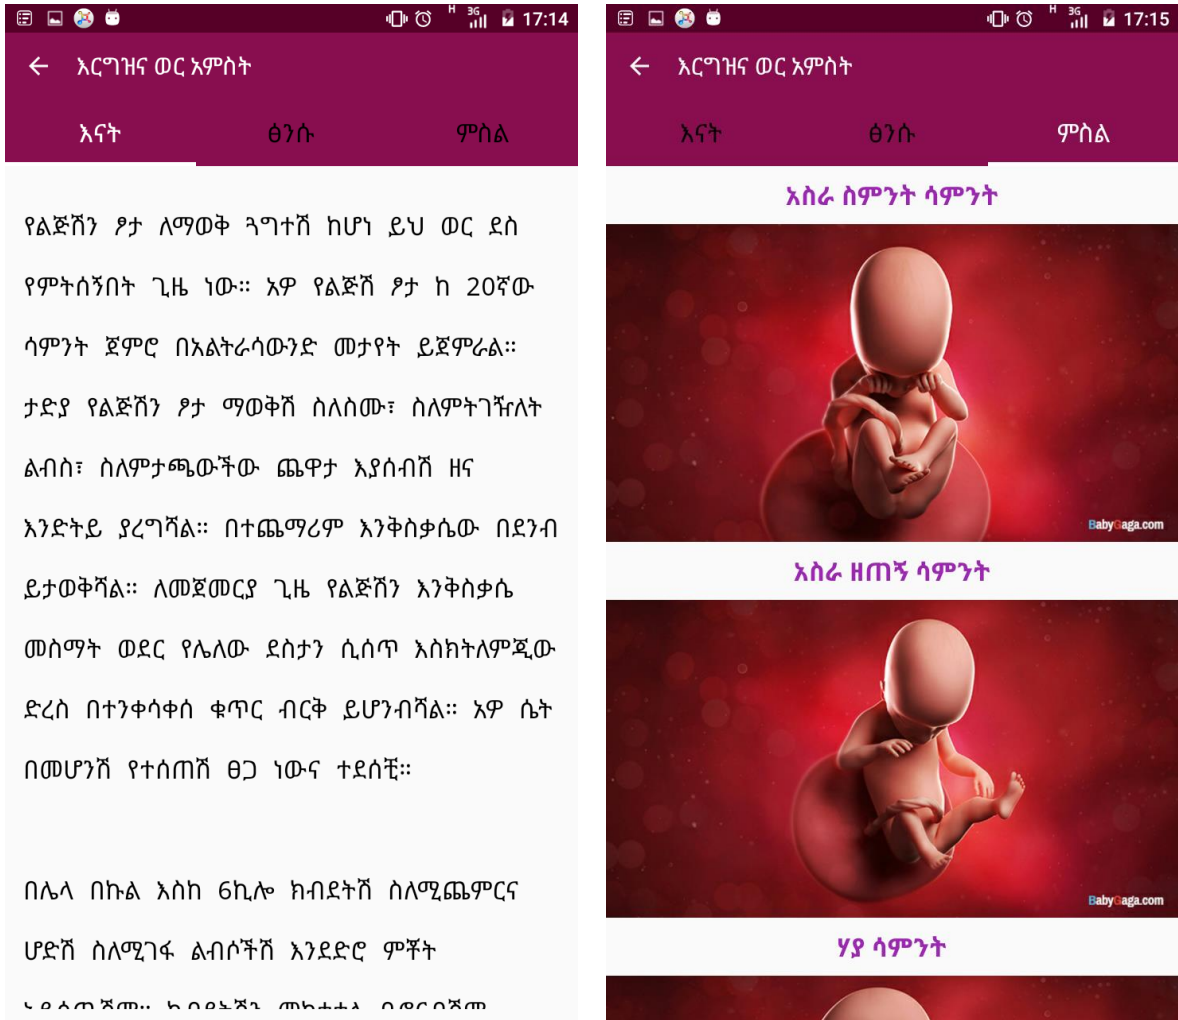 17:14
እርግዝና ወር አምስት
እናት ፅንሱ ምስል
የልጅሽን ፆታ ለማወቅ ጓግተሽ ከሆነ ይህ ወር ደስ
የምትሰኝበት ጊዜ ነው። አዎ የልጅሽ ፆታ ከ 20ኛው
ሳምንት ጀምሮ በአልትራሳውንድ መታየት ይጀምራል።
ታድያ የልጅሽን ፆታ ማወቅሽ ስለስሙ፣ ስለምትገዥለት
ልብስ፣ ስለምታጫውችው ጨዋታ እያሰብሽ ዘና
እንድትይ ያረግሻል። በተጨማሪም እንቅስቃሴው በደንብ
ይታወቅሻል። ለመጀመርያ ጊዜ የልጅሽን እንቅስቃሴ
መስማት ወደር የሌለው ደስታን ሲሰጥ እስክትለምጂው
ድረስ በተንቀሳቀሰ ቁጥር ብርቅ ይሆንብሻል። አዎ ሴት
በመሆንሽ የተሰጠሽ ፀጋ ነውና ተደሰቺ።
በሌላ በኩል እስከ 6ኪሎ ክብደትሽ ስለሚጨምርና
ሆድሽ ስለሚገፋ ልብሶችሽ እንደድሮ ምቾት
H 3G 17:15
እርግዝና ወር አምስት
እናት ፅንሱ ምስል
አስራ ስምንት ሳምንት
BabyGaga.com
አስራ ዘጠኝ ሳምንት
BabyGaga.com
ሃያ ሳምንት